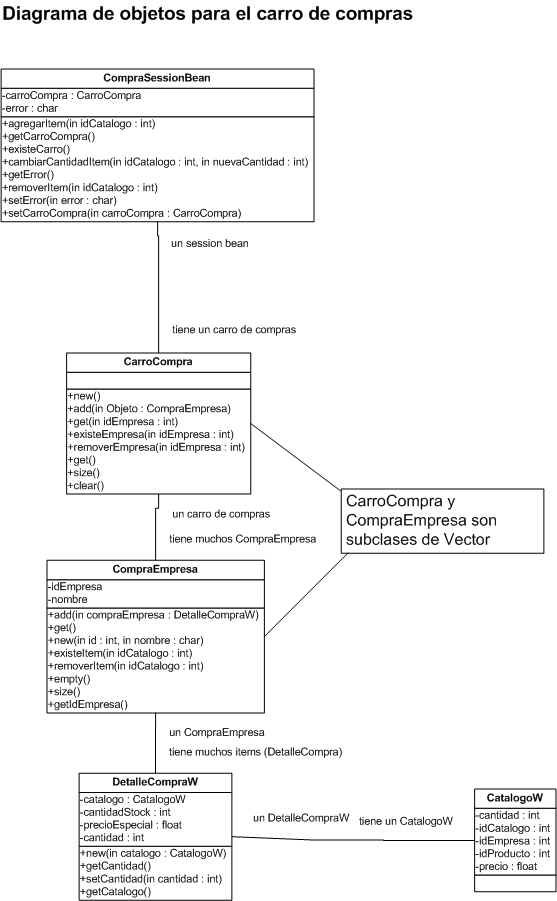 Diagrama de objetos para el carro de compras
CompraSessionBean
-carroCompra : CarroCompra
-error : char
+agregarItem(in idCatalogo : int)
+getCarroCompra()
+existeCarro()
+cambiarCantidadItem(in idCatalogo : int, in nuevaCantidad : int)
+getError()
+removerItem(in idCatalogo : int)
+setError(in error : char)
+setCarroCompra(in carroCompra : CarroCompra)
un session bean
tiene un carro de compras
CarroCompra
+new()
+add(in Objeto : CompraEmpresa)
+get(in idEmpresa : int)
+existeEmpresa(in idEmpresa : int)
+removerEmpresa(in idEmpresa : int)
+get()
+size()
+clear()
CarroCompra y
CompraEmpresa son
subclases de Vector
un carro de compras
tiene muchos CompraEmpresa
CompraEmpresa
-idEmpresa
-nombre
+add(in compraEmpresa : DetalleCompraW)
+get()
+new(in id : int, in nombre : char)
+existeItem(in idCatalogo : int)
+removerItem(in idCatalogo : int)
+empty()
+size()
+getIdEmpresa()
un CompraEmpresa
tiene muchos items (DetalleCompra)
DetalleCompraW
-catalogo : CatalogoW
-cantidadStock : int
-precioEspecial : float
-cantidad : int
+new(in catalogo : CatalogoW)
+getCantidad()
+setCantidad(in cantidad : int)
+getCatalogo()
un DetalleCompraW
tiene un CatalogoW
CatalogoW
-cantidad : int
-idCatalogo : int
-idEmpresa : int
-idProducto : int
-precio : float